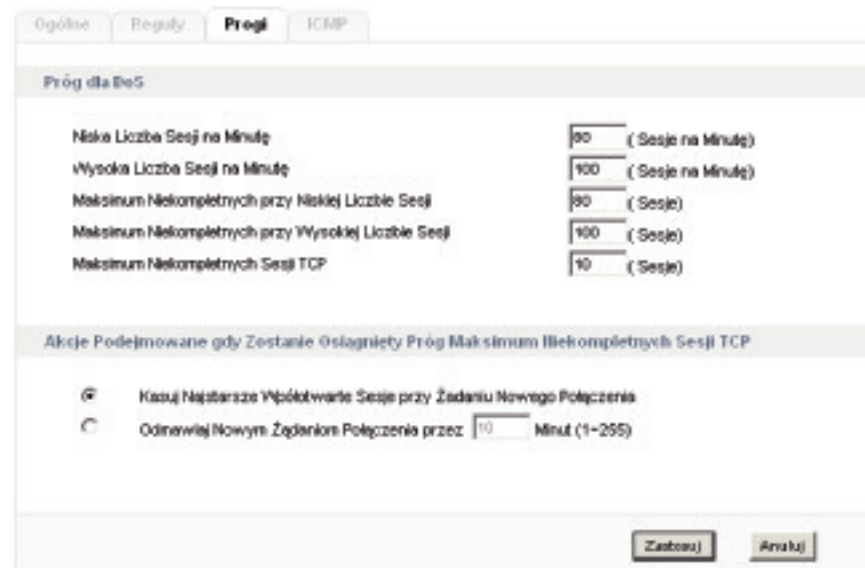 Ogólne Reguły Progi ICMP
Próg dla DoS
Niska Liczba Sesji na Minutę 80 ( Sesje na Minutę)
Wysoka Liczba Sesji na Minutę 100 ( Sesje na Minutę)
Maksimum Niekompletnych przy Niskiej Liczbie Sesji 80 ( Sesje)
Maksimum Niekompletnych przy Wysokiej Liczbie Sesji 100 ( Sesje)
Maksimum Niekompletnych Sesji TCP 10 ( Sesje)
Akcje Podejmowane gdy Zostanie Osiągnięty Próg Maksimum Niekompletnych Sesji TCP
Kasuj Najstarsze Wpółotwarte Sesje przy Żądaniu Nowego Połączenia
Odmawiaj Nowym Żądaniom Połączenia przez 10 Minut (1~255)
Zastosuj Anuluj